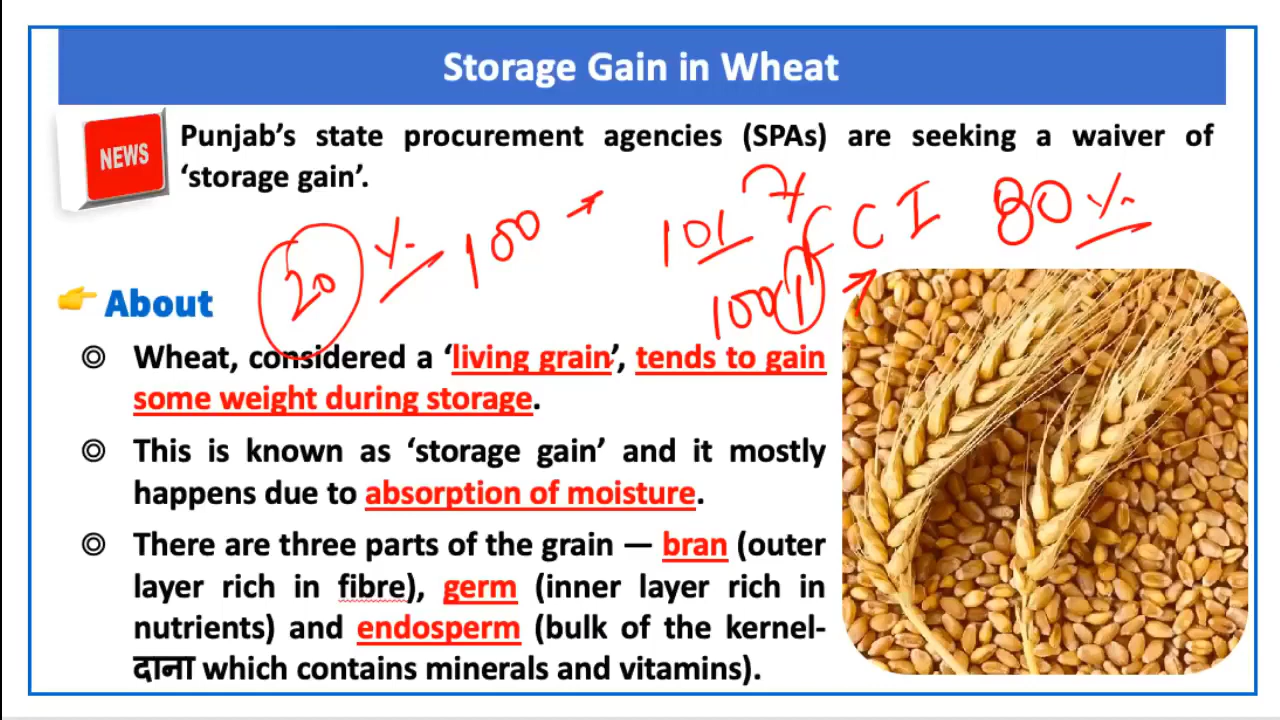 Storage Gain in Wheat
NEWS
Punjab’s state procurement agencies (SPAs) are seeking a waiver of
‘storage gain’.
101 FCI 80 %
20 % 100
1001
About
Wheat, considered a ‘living grain’, tends to gain
some weight during storage.
This is known as ‘storage gain’ and it mostly
happens due to absorption of moisture.
There are three parts of the grain — bran (outer
layer rich in fibre), germ (inner layer rich in
nutrients) and endosperm (bulk of the kernel-
दाना which contains minerals and vitamins).